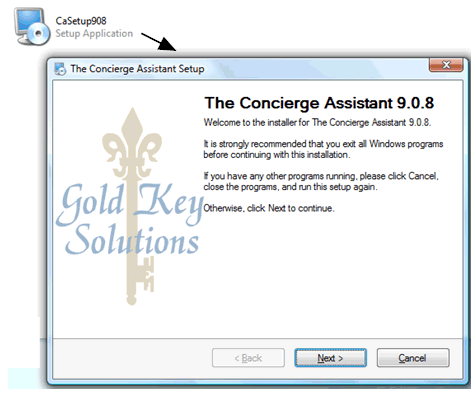 CaSetup908
Setup Application
The Concierge Assistant Setup
The Concierge Assistant 9.0.8
Welcome to the installer for The Concierge Assistant 9.0.8.
It is strongly recommended that you exit all Windows programs
before continuing with this installation.
If you have any other programs running, please click Cancel,
close the programs, and run this setup again.
Otherwise, click Next to continue.
Gold Key
Solutions
< Back
Next >
Cancel